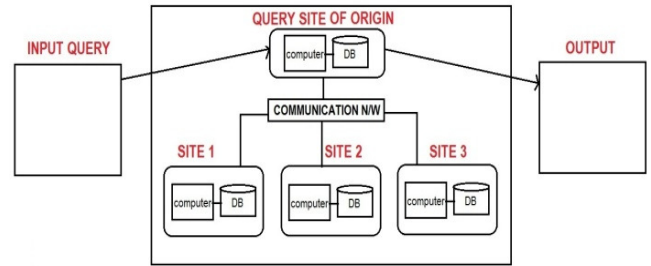 QUERY SITE OF ORIGIN
INPUT QUERY
OUTPUT
computer
DB
COMMUNICATION N/W
SITE 1
SITE 2
SITE 3
computer
DB
computer
DB
computer
DB